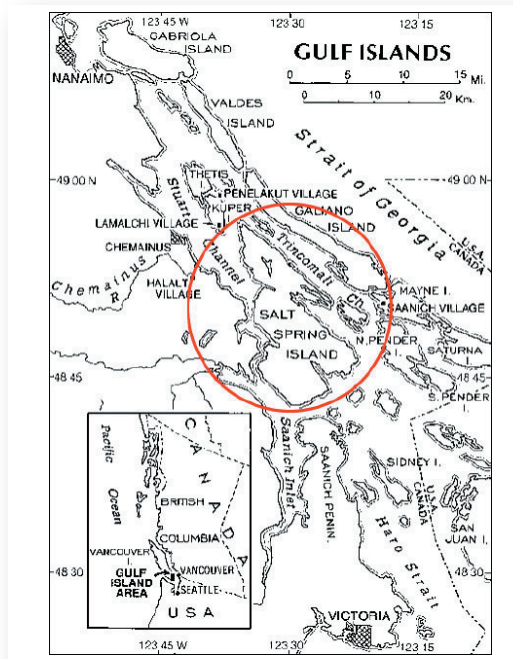 123 45 W
123 30
123 15
GABRIOLA
ISLAND
GULF ISLANDS
NANAIMO
0 5 10 15
Mi.
0 10 20
Km.
VALDES
ISLAND
Strait of Georgia
49 00 N
49 00 N
THETIS
I.
PENELAKUT VILLAGE
KUPER
I.
GALIANO
ISLAND
U.S.A.
CANADA
LAMALCHI VILLAGE
Stuart Channel
Trincomali
Ch.
CHEMAINUS
Chemainus
R.
HALALT
VILLAGE
MAYNE I.
SAANICH VILLAGE
SALT
SPRING
ISLAND
N. PENDER
I.
SATURNA
I.
48 45
48 45
S. PENDER
I.
Saanich Inlet
SAANICH PENIN.
SIDNEY I.
U.S.A.
CANADA
SAN
JUAN I.
Haro Strait
CANADA
Pacific
Ocean
BRITISH
COLUMBIA
VANCOUVER
I.
VANCOUVER
GULF
ISLAND
AREA
SEATTLE
USA
48 30
48 30
VICTORIA
123 45 W
123 30
123 15